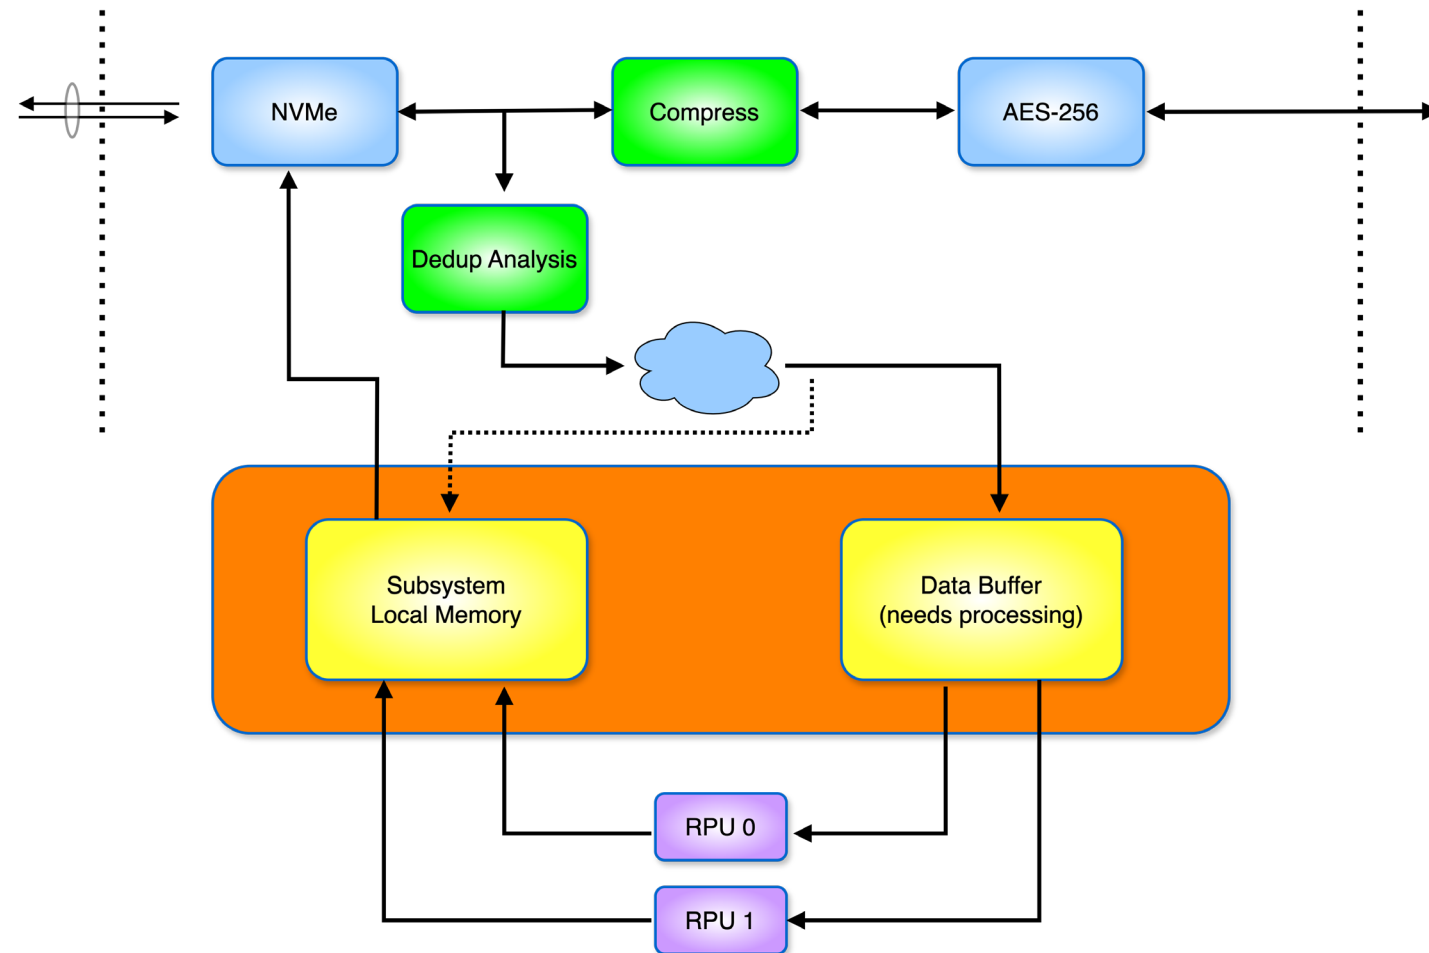 NVMe
Compress
AES-256
Dedup Analysis
Subsystem
Local Memory
Data Buffer
(needs processing)
RPU 0
RPU 1